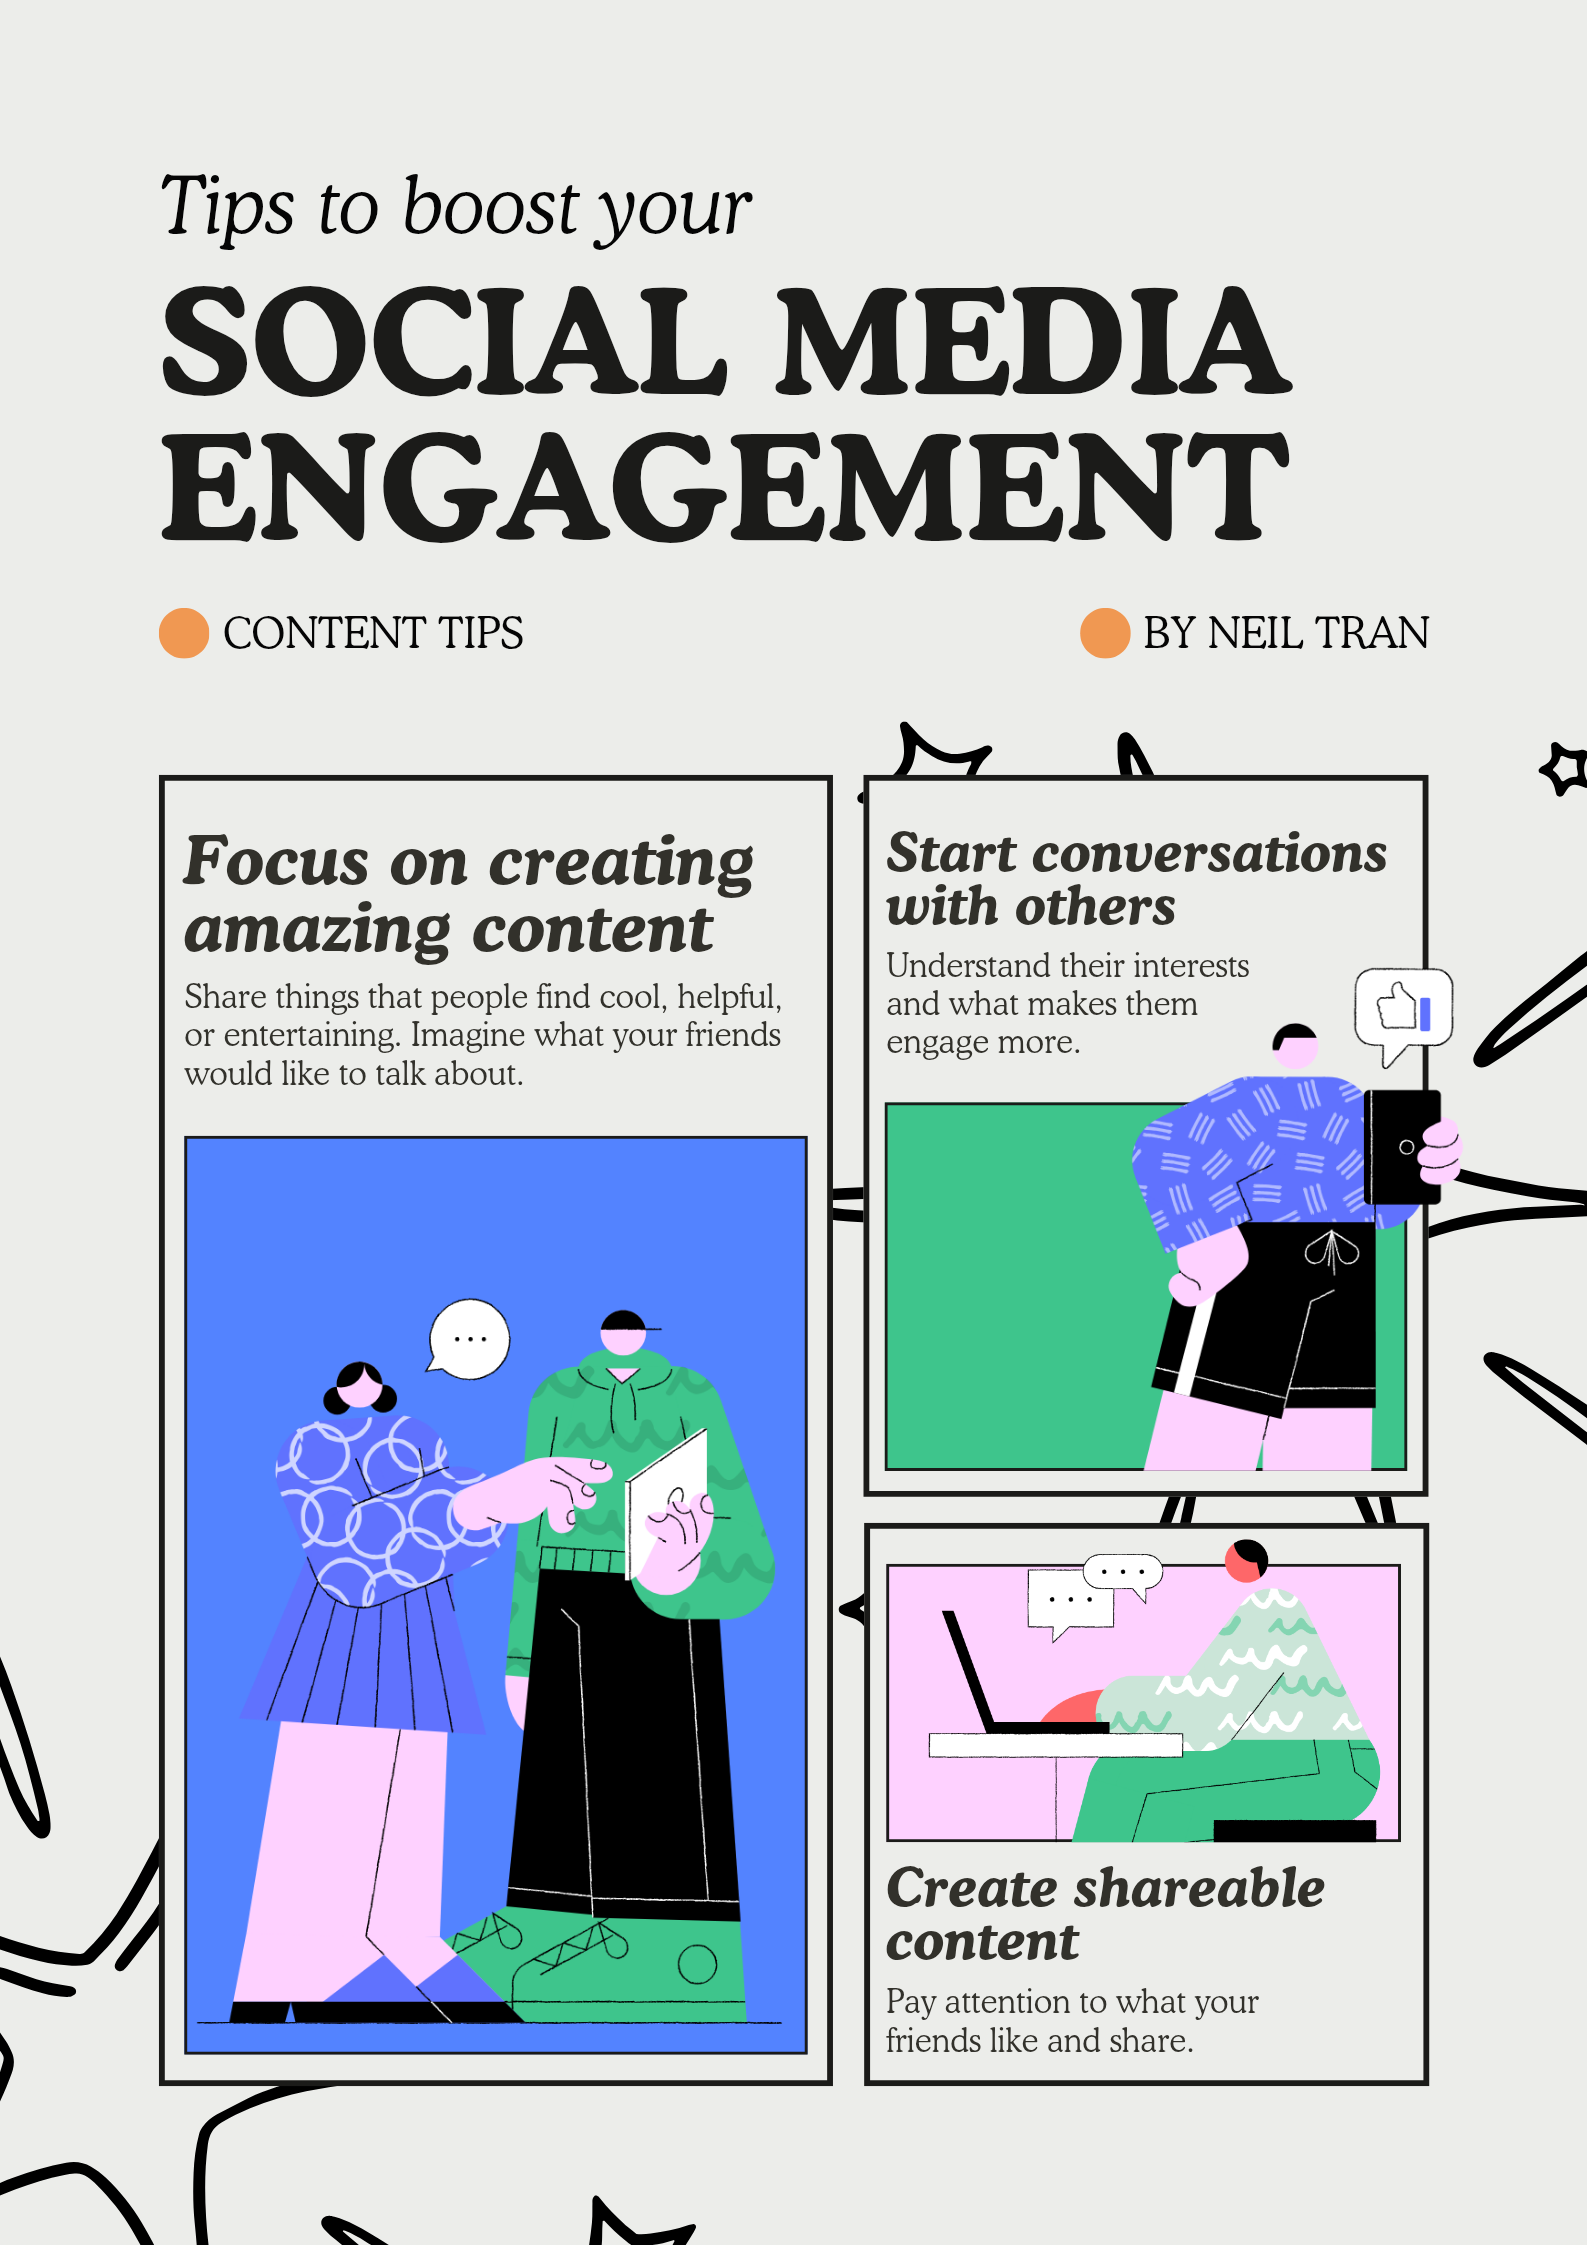 Tips to boost your
SOCIAL MEDIA
ENGAGEMENT
CONTENT TIPS
BY NEIL TRAN
Focus on creating
amazing content
Share things that people find cool, helpful,
or entertaining. Imagine what your friends
would like to talk about.
Start conversations
with others
Understand their interests
and what makes them
engage more.
Create shareable
content
Pay attention to what your
friends like and share.